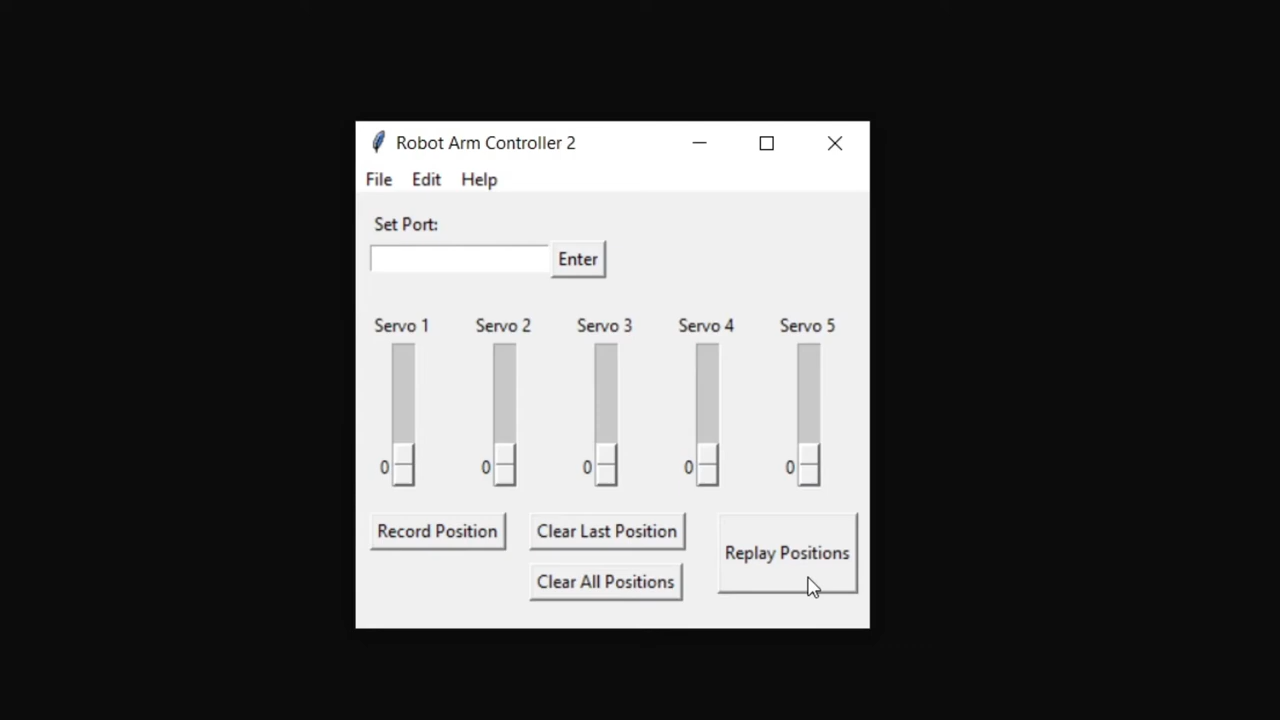 Robot Arm Controller 2
File Edit Help
Set Port:
Enter
Servo 1 Servo 2 Servo 3 Servo 4 Servo 5
0 0 0 0 0
Record Position Clear Last Position
Replay Positions
Clear All Positions